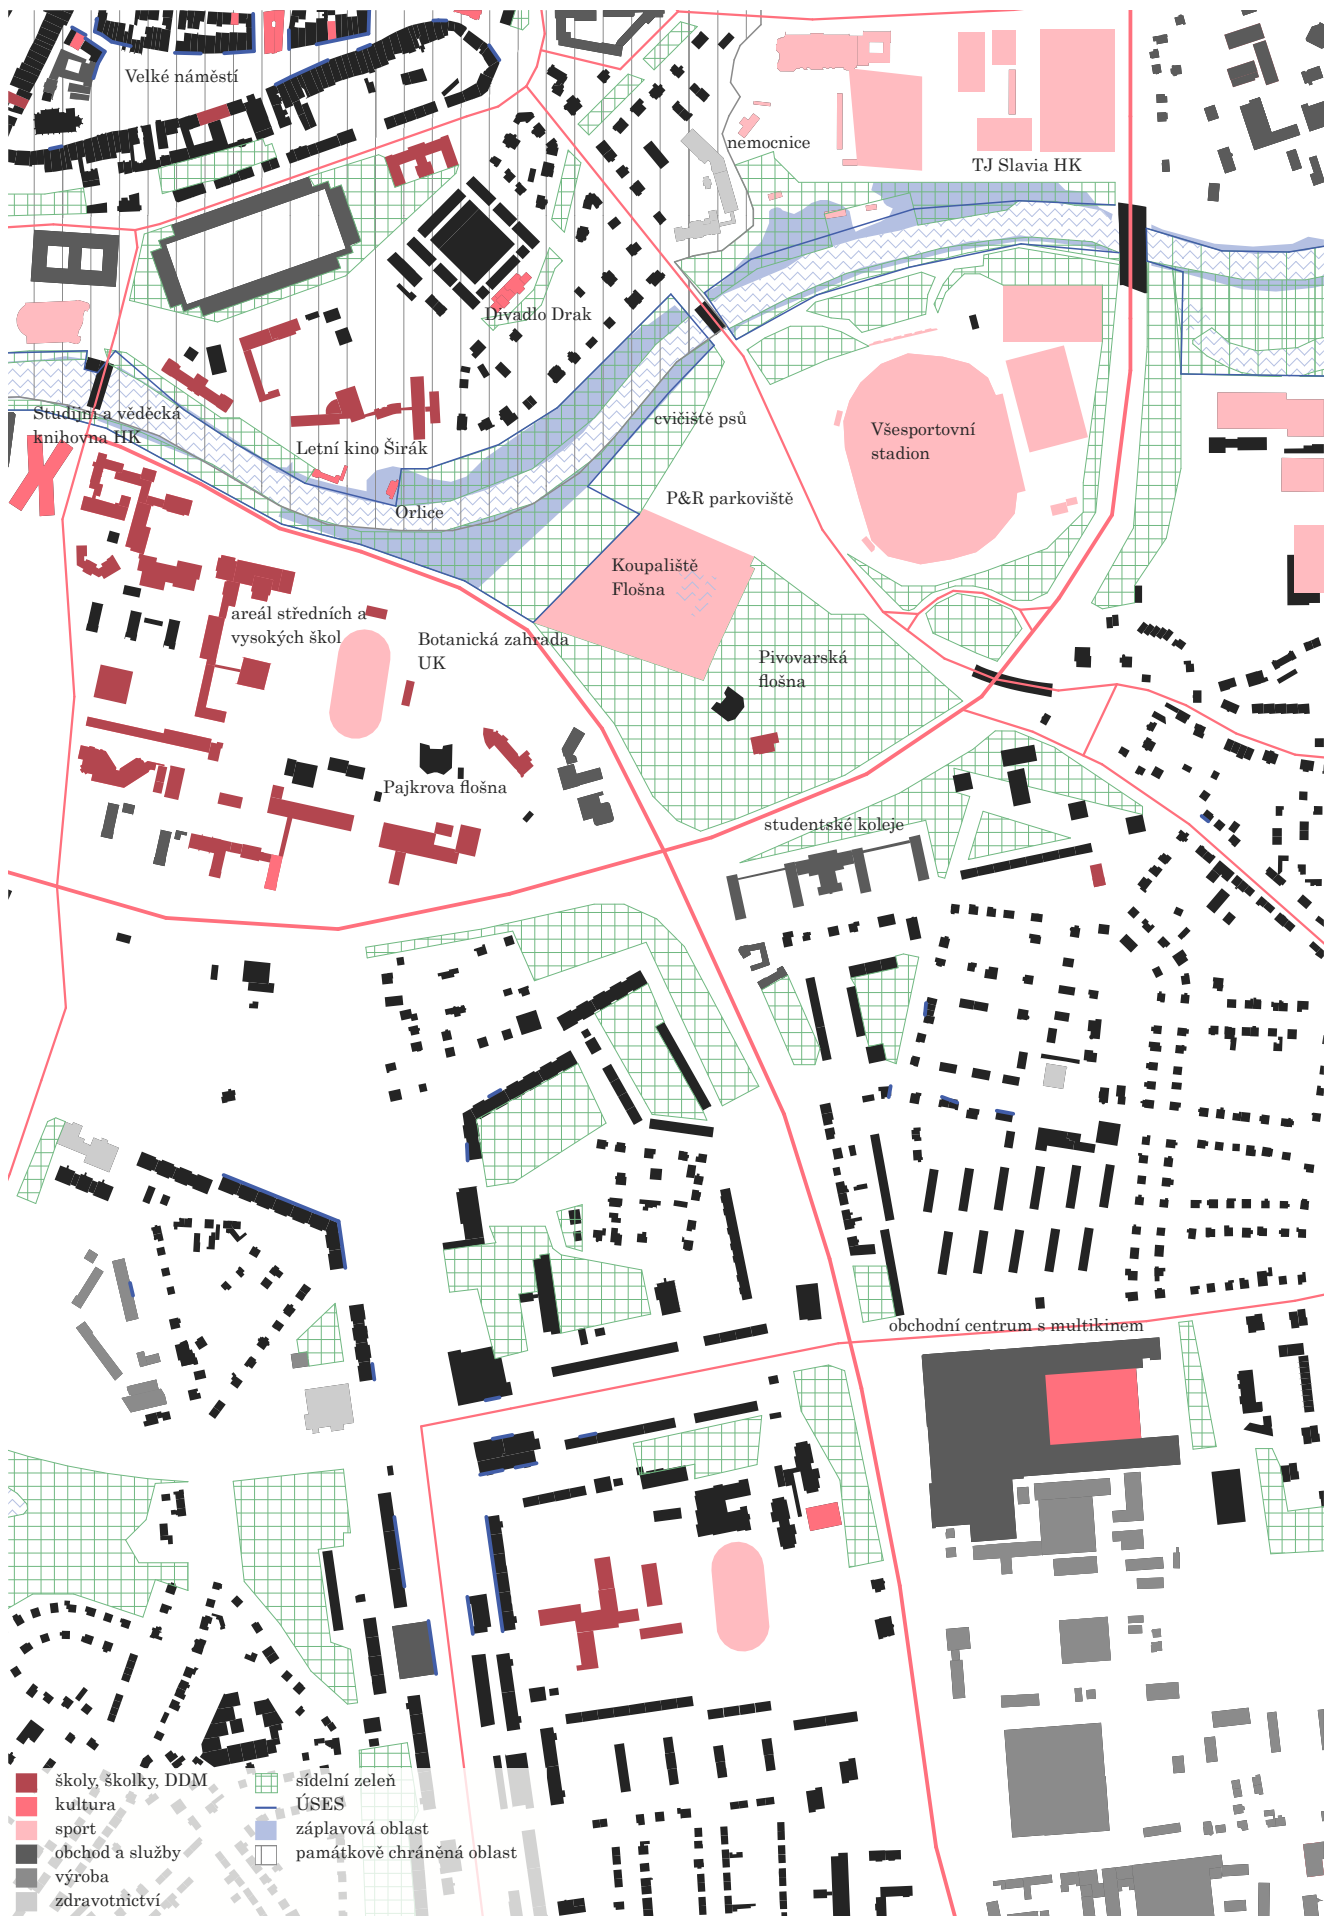 Velké náměstí
nemocnice
TJ Slavia HK
Divadlo Drak
Studijní a věděcká
knihovna HK
cvičiště psů
Všesportovní
stadion
Letní kino Širák
P&R parkoviště
Orlice
Koupaliště
Flošna
areál středních a
vysokých škol
Botanická zahrada
UK
Pivovarská
flošna
Pajkrova flošna
studentské koleje
obchodní centrum s multikinem
školy, školky, DDM
kultura
sport
obchod a služby
výroba
zdravotnictví
sídelní zeleň
ÚSES
záplavová oblast
památkově chráněná oblast